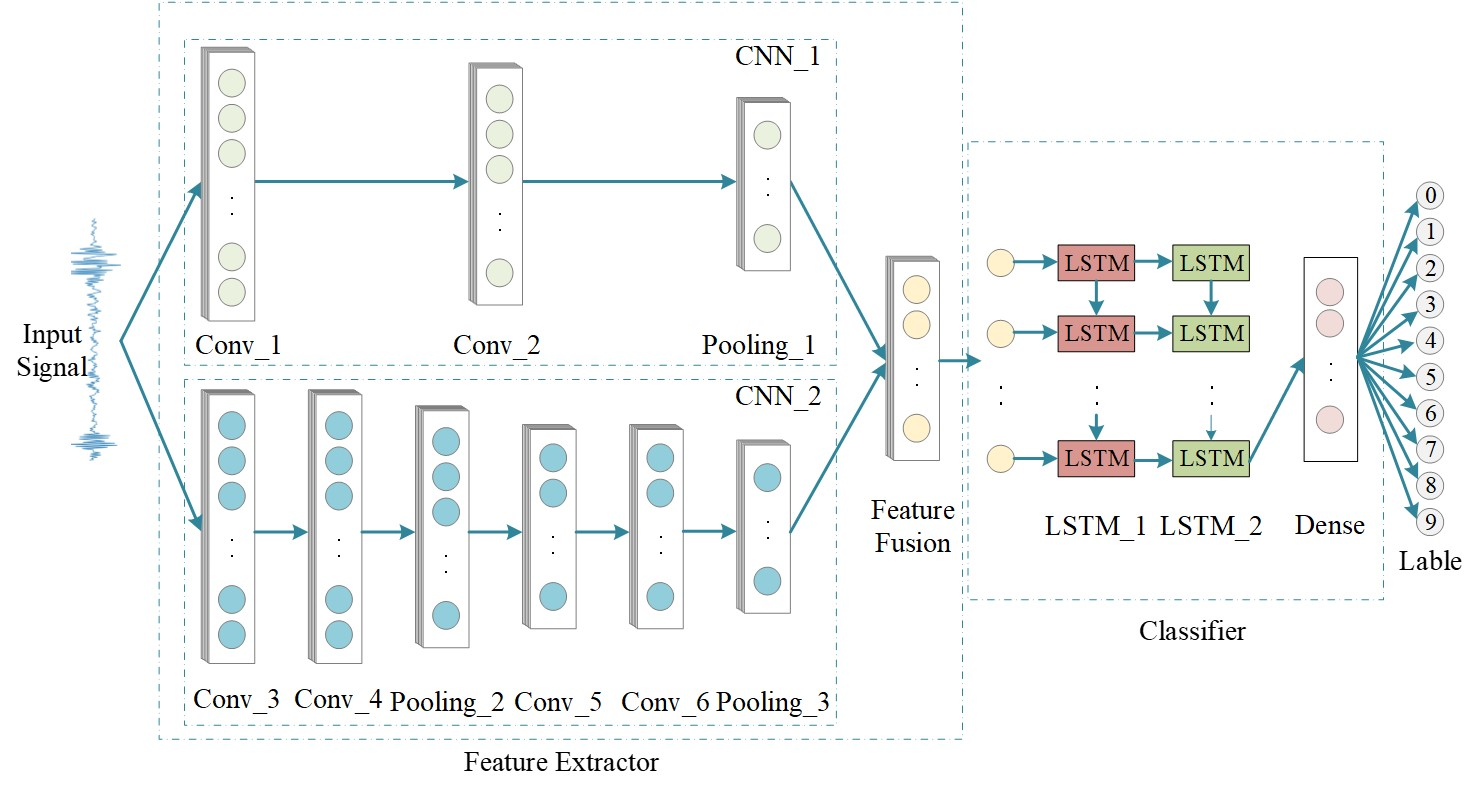 CNN_1
Conv_1
Conv_2
Pooling_1
Input
Signal
CNN_2
Conv_3
Conv_4
Pooling_2
Conv_5
Conv_6
Pooling_3
Feature Extractor
Feature
Fusion
LSTM
LSTM
LSTM
LSTM
LSTM
LSTM
LSTM_1
LSTM_2
Dense
Classifier
0
1
2
3
4
5
6
7
8
9
Lable